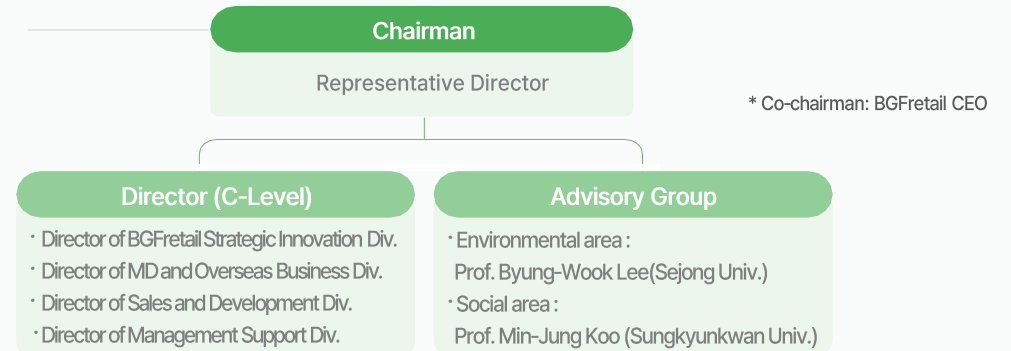 Chairman
Representative Director
* Co-chairman: BGFretail CEO
Director (C-Level)
· Director of BGFretail Strategic Innovation Div.
· Director of MD and Overseas Business Div.
· Director of Sales and Development Div.
· Director of Management Support Div.
Advisory Group
· Environmental area :
Prof. Byung-Wook Lee(Sejong Univ.)
· Social area :
Prof. Min-Jung Koo (Sungkyunkwan Univ.)